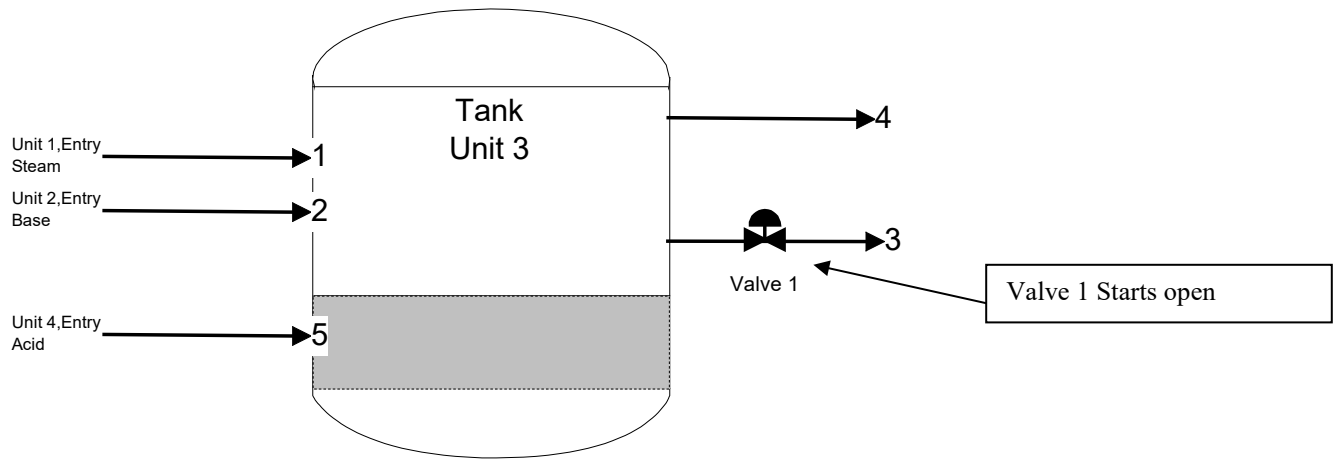 Tank
Unit 3
4
Unit 1,Entry
Steam
1
Unit 2,Entry
Base
2
3
Valve 1
Valve 1 Starts open
Unit 4,Entry
Acid
5